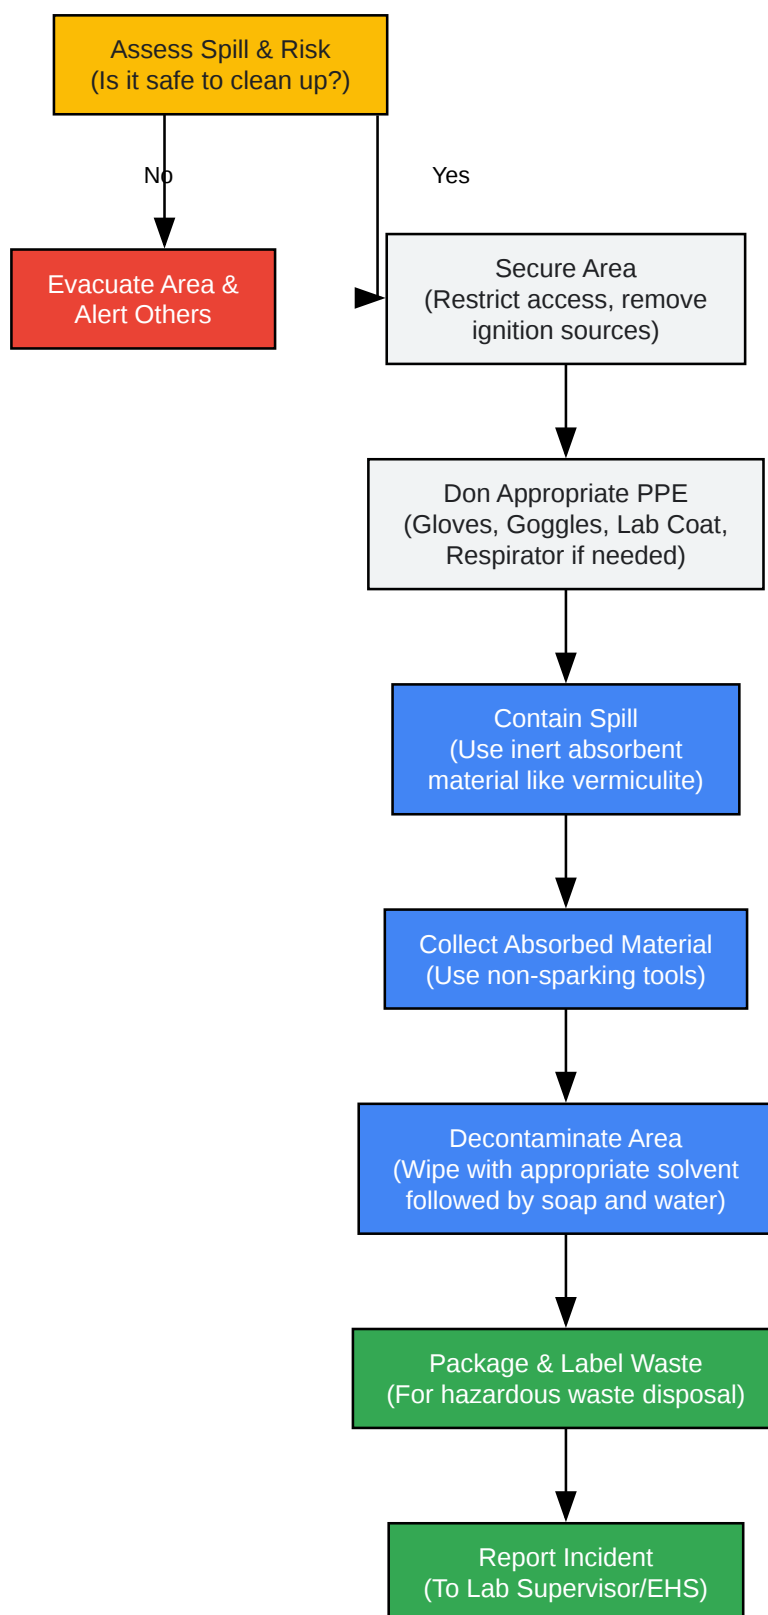 Assess Spill & Risk
(Is it safe to clean up?)
No
Yes
Evacuate Area &
Alert Others
Secure Area
(Restrict access, remove
ignition sources)
Don Appropriate PPE
(Gloves, Goggles, Lab Coat,
Respirator if needed)
Contain Spill
(Use inert absorbent
material like vermiculite)
Collect Absorbed Material
(Use non-sparking tools)
Decontaminate Area
(Wipe with appropriate solvent
followed by soap and water)
Package & Label Waste
(For hazardous waste disposal)
Report Incident
(To Lab Supervisor/EHS)